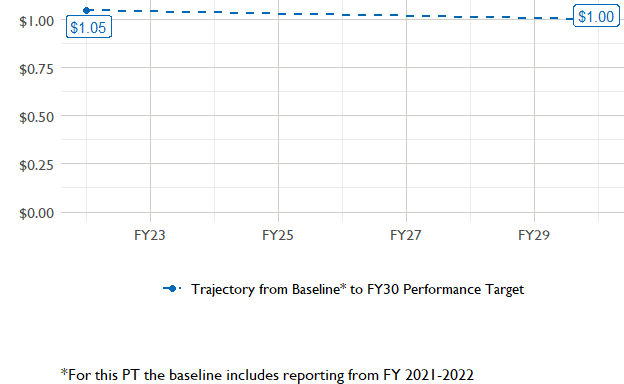 $1.00
$1.05
$1.00
$0.75
$0.50
$0.25
$0.00
FY23 FY25 FY27 FY29
Trajectory from Baseline* to FY30 Performance Target
*For this PT the baseline includes reporting from FY 2021-2022